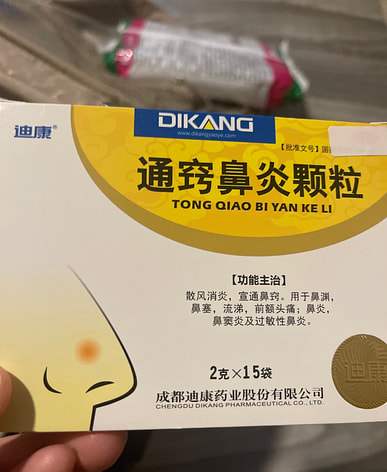 DIKANG
www.dikangyaoye.com
迪康®
【批准文号】国
通窍鼻炎颗粒
TONG QIAO BI YAN KE LI
【功能主治】
散风消炎，宣通鼻窍。用于鼻渊，
鼻塞，流涕，前额头痛；鼻炎，
鼻窦炎及过敏性鼻炎。
2克×15袋
迪康
成都迪康药业股份有限公司
CHENGDU DIKANG PHARMACEUTICAL CO., LTD.